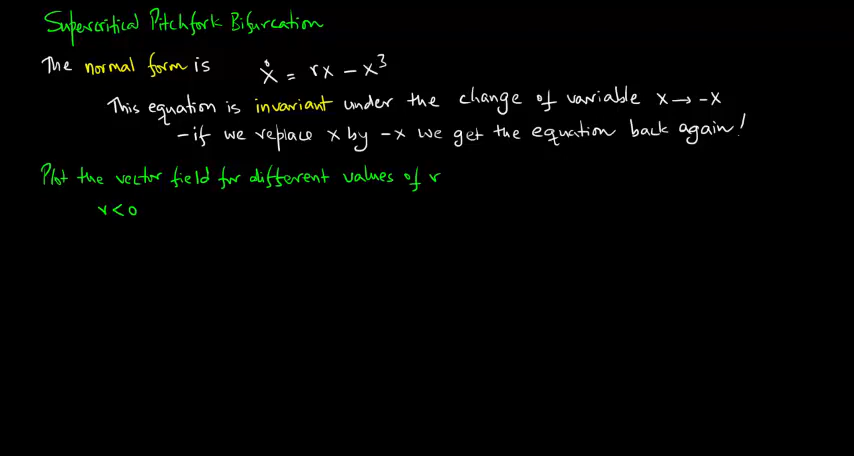 Supercritical Pitchfork Bifurcation
The normal form is ẋ = rx - x³
This equation is invariant under the change of variable x → -x
- if we replace x by -x we get the equation back again!
Plot the vector field for different values of r
r < 0